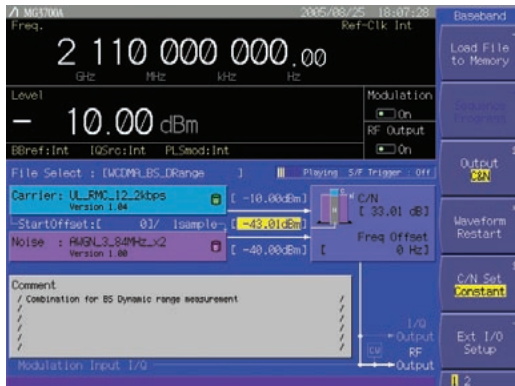 MG3700A 2005/08/25 18:07:28 Baseband
Freq. Ref-Clk Int
2 110 000 000.00
GHz MHz kHz Hz
Load File to Memory
Level Modulation
On
- 10.00 dBm
RF Output
On
BBref:Int IQSrc:Int PLSmod:Int
Sequence
File Select : [WCDMA_BS_DRange ] Playing S/F Trigger : Off
Output
C&N
Carrier: UL_RMC_12_2kbps [ -10.00dBm] C/N
Version 1.04 [ 33.01 dB]
StartOffset:[ 0]/ 1sample [ -43.01dBm]
Noise : AWGN_3_84MHz_x2 [ -40.00dBm] Freq Offset
Version 1.00 [ 0 Hz]
Waveform
Restart
Comment
/ Combination for BS Dynamic range measurement /
/ /
/ /
/ /
/ /
C/N Set
Constant
I/Q
Output
CW RF
Output
Ext I/O
Setup
Modulation Input I/Q
1 2